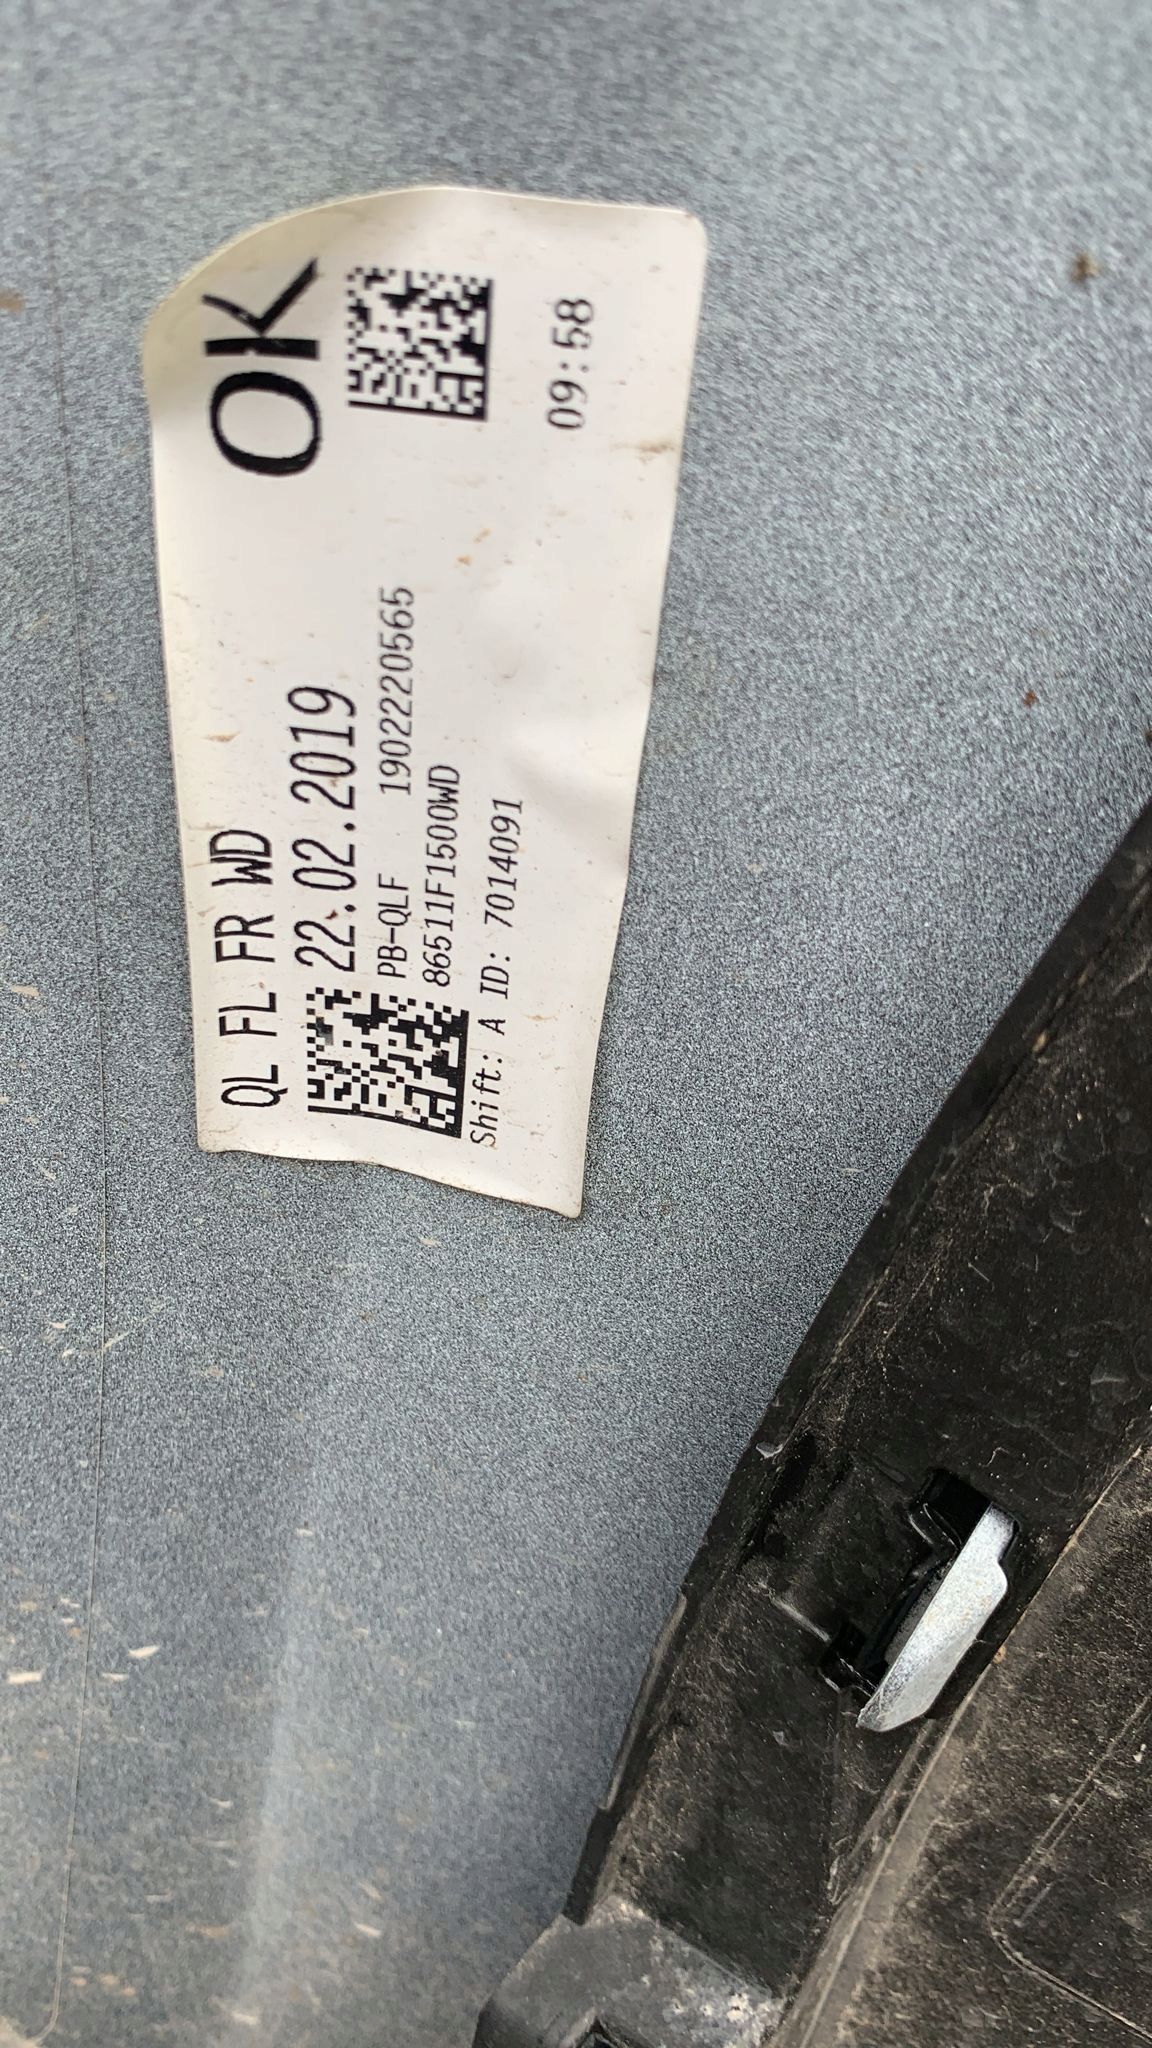 QL FL FR WD
OK
22.02.2019
PB-QLF 1902220565
86511F1500WD
Shift: A ID: 7014091
09:58